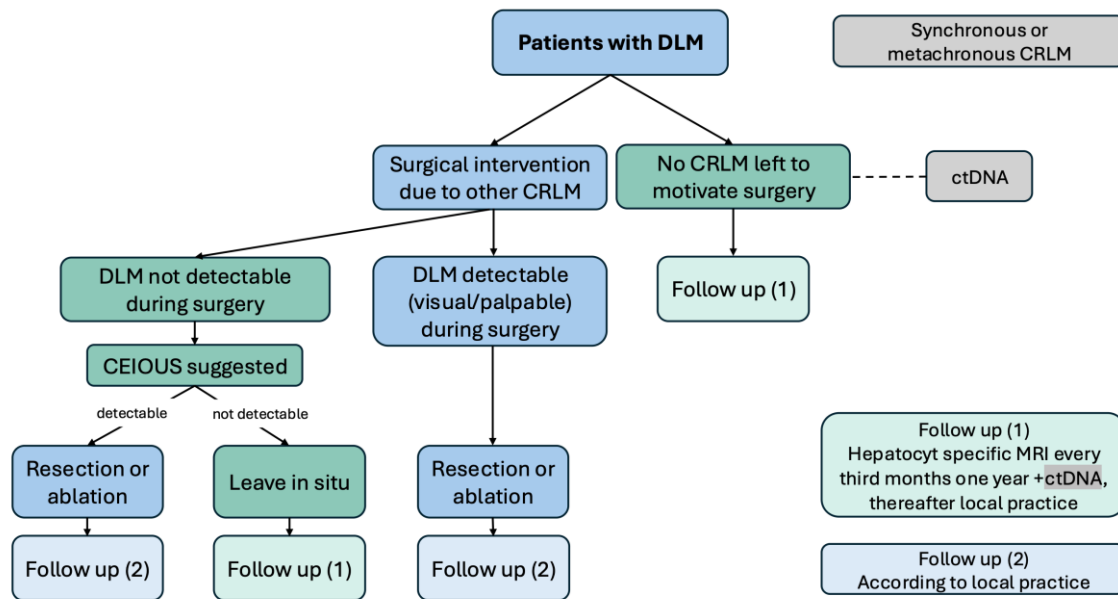 Patients with DLM
Synchronous or
metachronous CRLM
Surgical intervention
due to other CRLM
No CRLM left to
motivate surgery
ctDNA
DLM not detectable
during surgery
DLM detectable
(visual/palpable)
during surgery
Follow up (1)
CEIOUS suggested
detectable
not detectable
Resection or
ablation
Leave in situ
Resection or
ablation
Follow up (2)
Follow up (1)
Follow up (2)
Follow up (1)
Hepatocyt specific MRI every
third months one year +ctDNA,
thereafter local practice
Follow up (2)
According to local practice